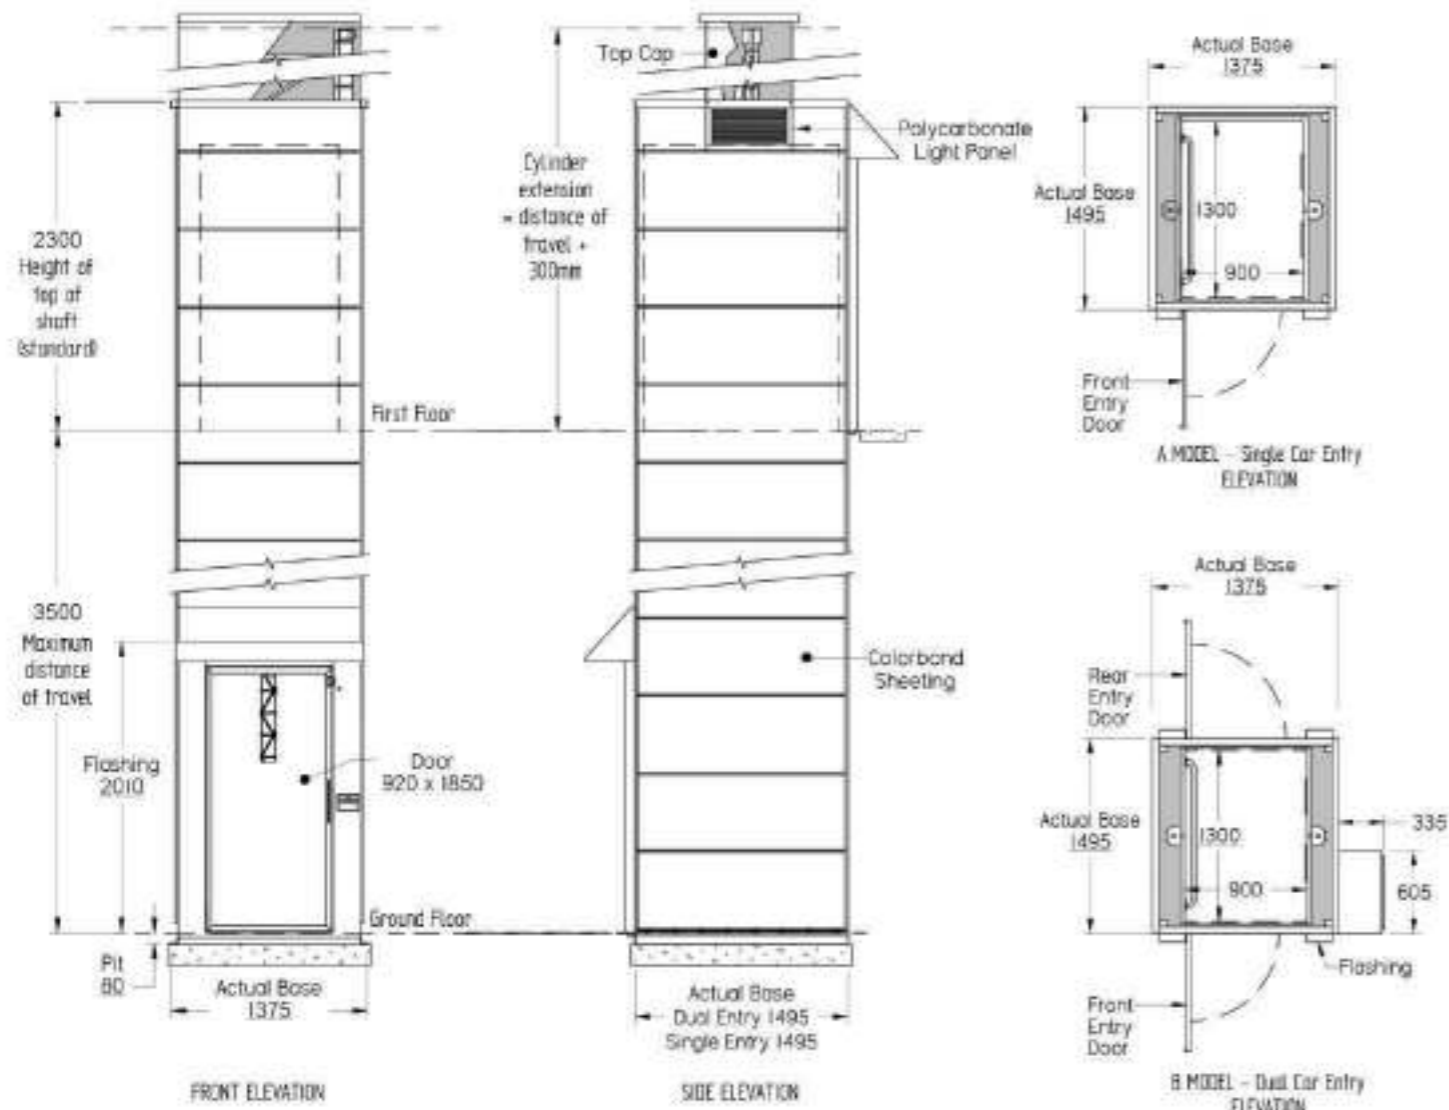 2300
Height of
top of
shaft
(standard)
First Floor
3500
Maximum
distance
of travel
Flashing
2010
Door
920 x 1850
Ground Floor
Pit
80
Actual Base
1375
FRONT ELEVATION
Top Cap
Cylinder
extension
= distance of
travel +
300mm
Polycarbonate
Light Panel
Colorbond
Sheeting
Actual Base
Dual Entry 1495
Single Entry 1495
SIDE ELEVATION
Actual Base
1375
Actual Base
1495
1300
900
Front
Entry
Door
A MODEL - Single Car Entry
ELEVATION
Actual Base
1375
Rear
Entry
Door
Actual Base
1495
1300
900
335
605
Flashing
Front
Entry
Door
B MODEL - Dual Car Entry
ELEVATION